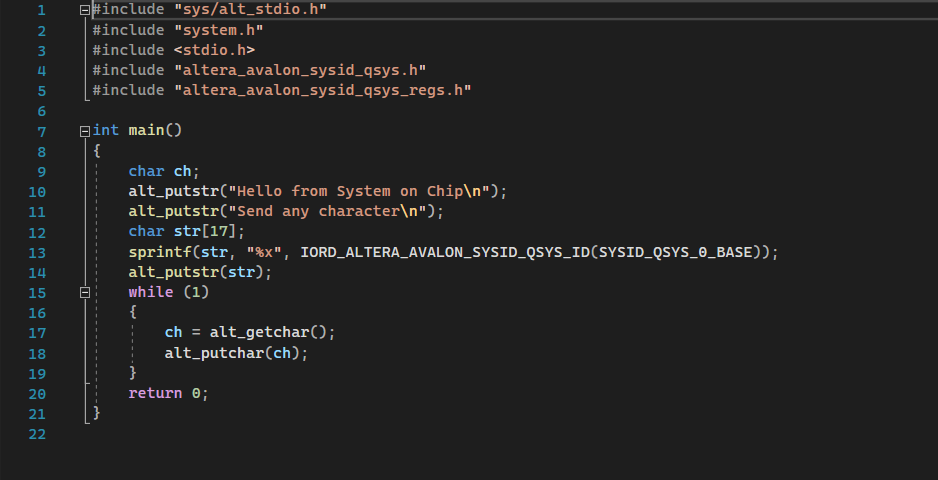 1 #include "sys/alt_stdio.h"
2 #include "system.h"
3 #include <stdio.h>
4 #include "altera_avalon_sysid_qsys.h"
5 #include "altera_avalon_sysid_qsys_regs.h"
6
7 int main()
8 {
9     char ch;
10     alt_putstr("Hello from System on Chip\n");
11     alt_putstr("Send any character\n");
12     char str[17];
13     sprintf(str, "%x", IORD_ALTERA_AVALON_SYSID_QSYS_ID(SYSID_QSYS_0_BASE));
14     alt_putstr(str);
15     while (1)
16     {
17         ch = alt_getchar();
18         alt_putchar(ch);
19     }
20     return 0;
21 }
22